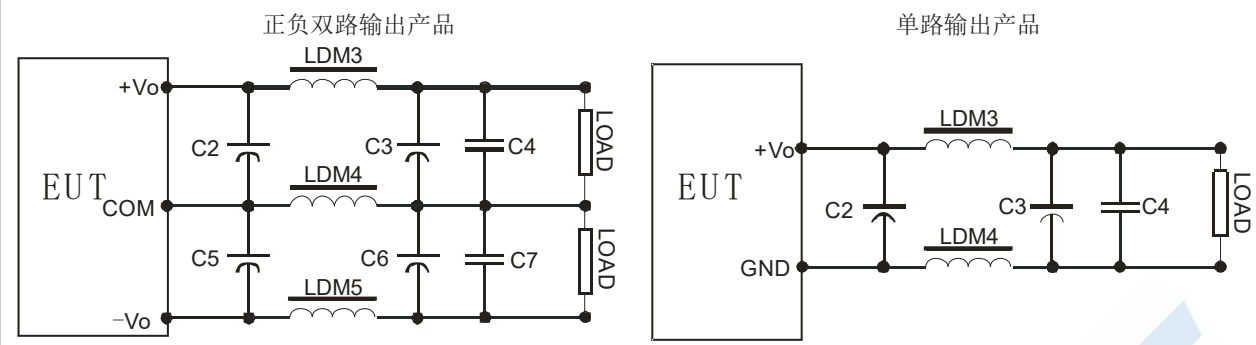 正负双路输出产品
LDM3
+Vo
C2
C3
C4
LOAD
EUT
COM
LDM4
C5
C6
C7
LOAD
LDM5
−Vo
单路输出产品
LDM3
+Vo
EUT
C2
C3
C4
LOAD
LDM4
GND